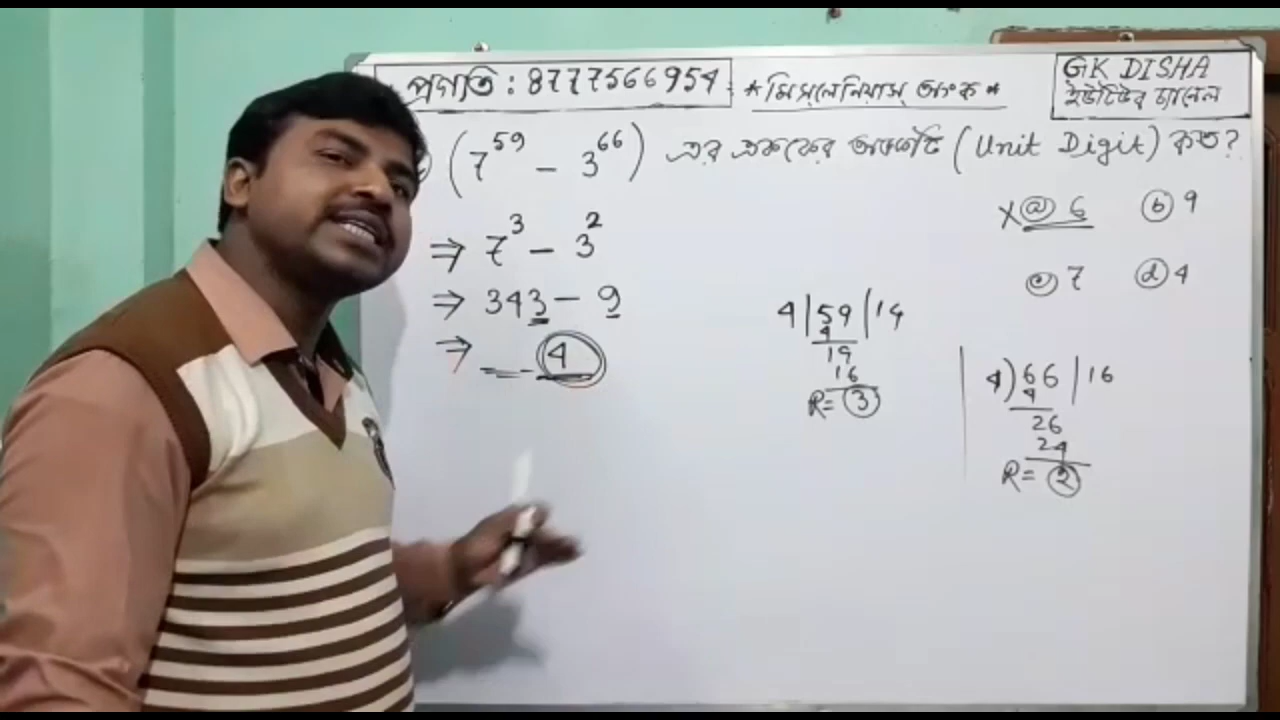 প্রগতি : 8777566954
* মিস্‌লেনিয়াস্ অংক *
GK DISHA
ইউটিউব চ্যানেল
(7^59 - 3^66) এর এককের অঙ্কটি (Unit Digit) কত?
X (a) 6 (b) 9
(c) 7 (d) 4
⇒ 7^3 - 3^2
⇒ 343 - 9
⇒ _ _ 4
4 | 59 | 14
4
19
16
R = 3
4 ) 66 | 16
4
26
24
R = 2